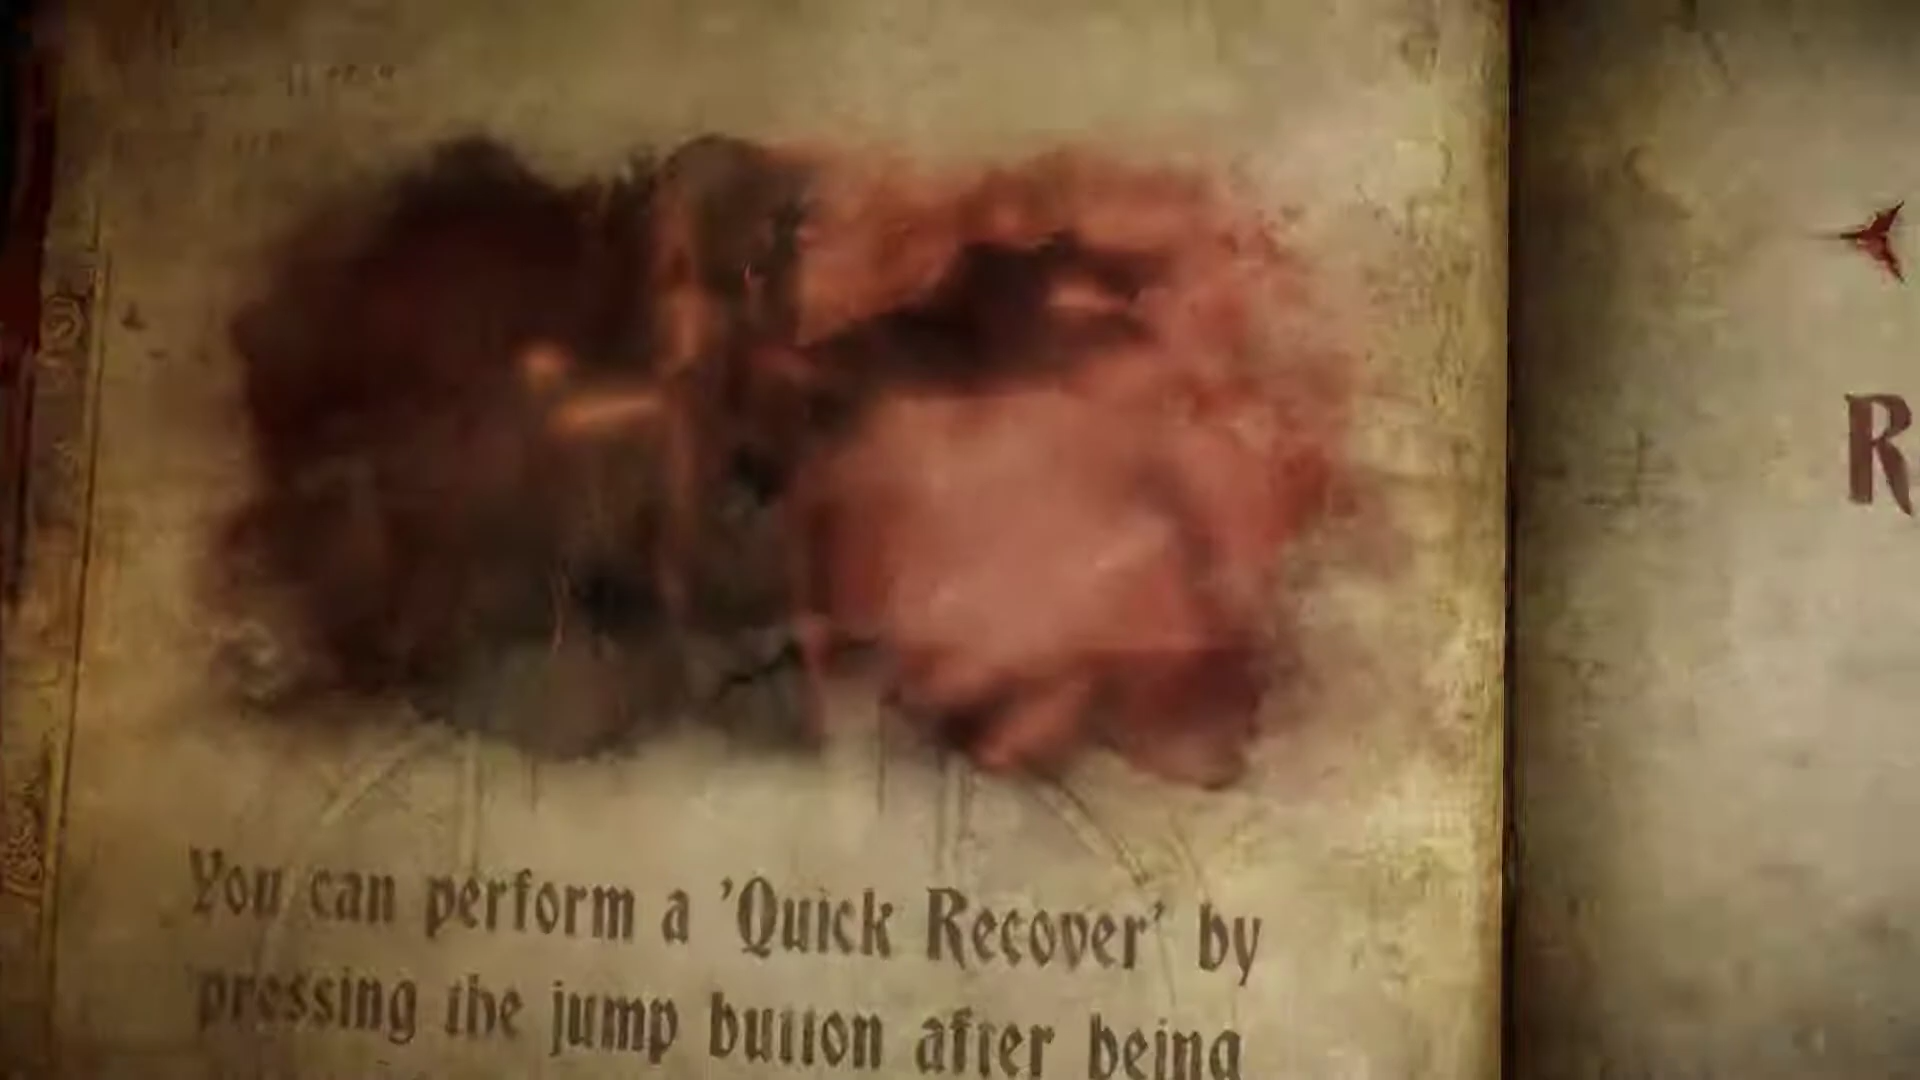 You can perform a 'Quick Recover' by
pressing the jump button after being
R